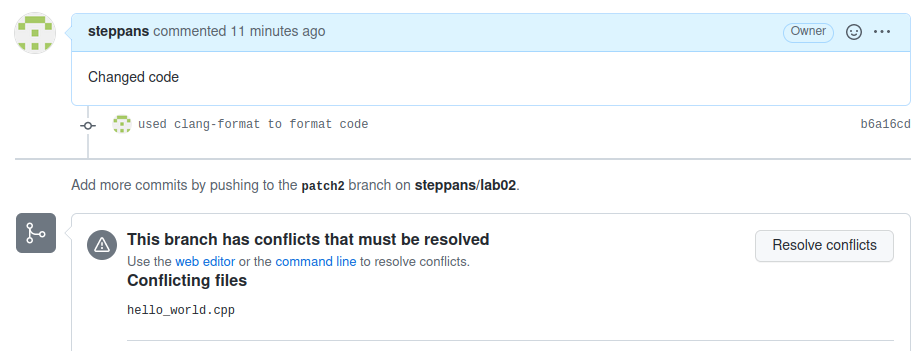 steppans commented 11 minutes ago Owner
Changed code
used clang-format to format code b6a16cd
Add more commits by pushing to the patch2 branch on steppans/lab02.
This branch has conflicts that must be resolved Resolve conflicts
Use the web editor or the command line to resolve conflicts.
Conflicting files
hello_world.cpp